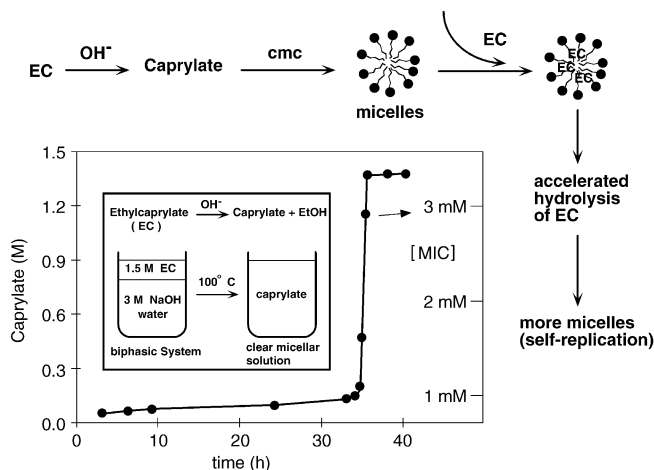 EC
OH-
Caprylate
cmc
micelles
EC
EC
EC
EC
accelerated
hydrolysis
of EC
more micelles
(self-replication)
Caprylate (M)
1.5
1.2
0.9
0.6
0.3
0.0
0
10
20
30
40
time (h)
3 mM
[MIC]
2 mM
1 mM
Ethylcaprylate
( EC )
OH-
Caprylate + EtOH
1.5 M EC
3 M NaOH
water
100° C
caprylate
biphasic System
clear micellar
solution